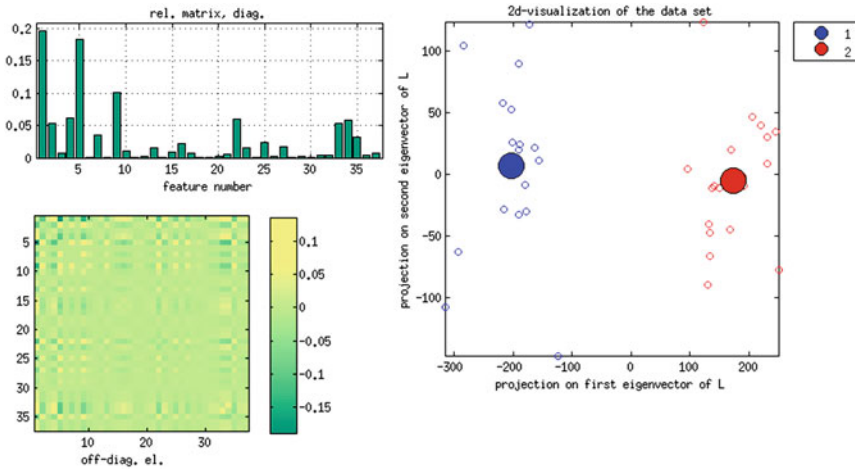 rel. matrix, diag.
0.2
0.15
0.1
0.05
0
5 10 15 20 25 30 35
feature number
5
10
15
20
25
30
35
10 20 30
off-diag. el.
0.1
0.05
0
-0.05
-0.1
-0.15
2d-visualization of the data set
projection on second eigenvector of L
100
50
0
-50
-100
-300 -200 -100 0 100 200
projection on first eigenvector of L
1
2